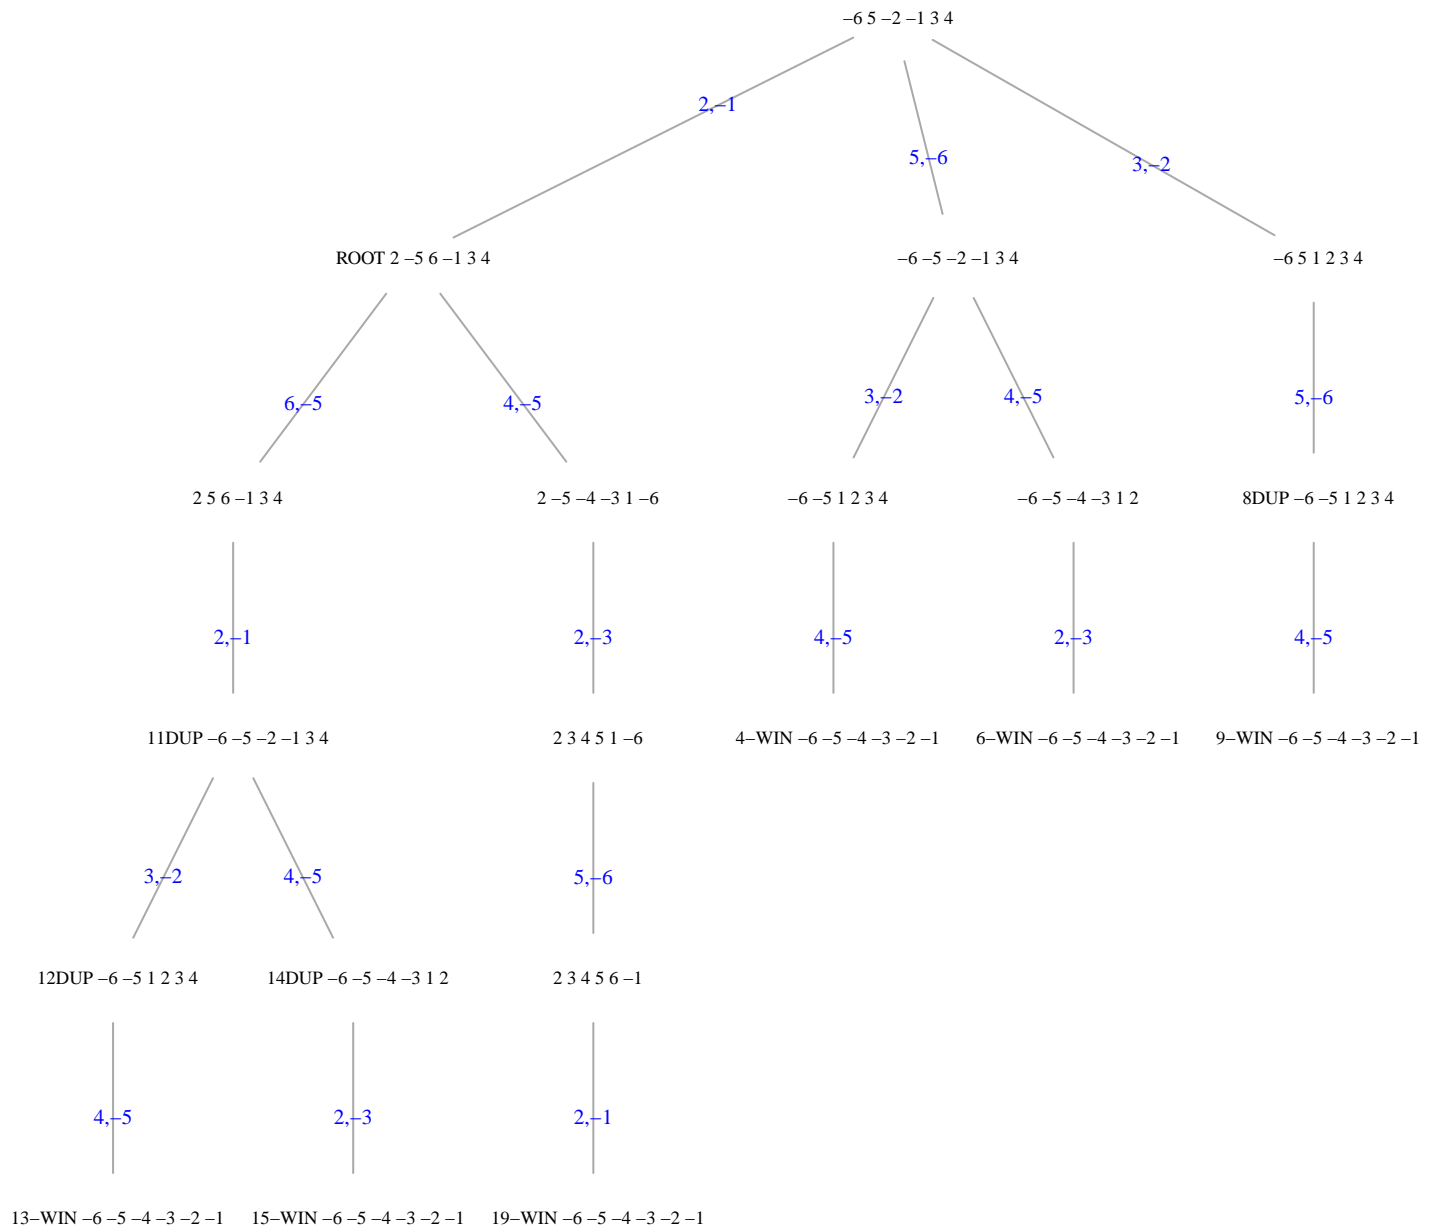 –6 5 –2 –1 3 4
2,–1
5,–6
3,–2
ROOT 2 –5 6 –1 3 4
–6 –5 –2 –1 3 4
–6 5 1 2 3 4
6,–5
4,–5
3,–2
4,–5
5,–6
2 5 6 –1 3 4
2 –5 –4 –3 1 –6
–6 –5 1 2 3 4
–6 –5 –4 –3 1 2
8DUP –6 –5 1 2 3 4
2,–1
2,–3
4,–5
2,–3
4,–5
11DUP –6 –5 –2 –1 3 4
2 3 4 5 1 –6
4–WIN –6 –5 –4 –3 –2 –1
6–WIN –6 –5 –4 –3 –2 –1
9–WIN –6 –5 –4 –3 –2 –1
3,–2
4,–5
5,–6
12DUP –6 –5 1 2 3 4
14DUP –6 –5 –4 –3 1 2
2 3 4 5 6 –1
4,–5
2,–3
2,–1
13–WIN –6 –5 –4 –3 –2 –1
15–WIN –6 –5 –4 –3 –2 –1
19–WIN –6 –5 –4 –3 –2 –1